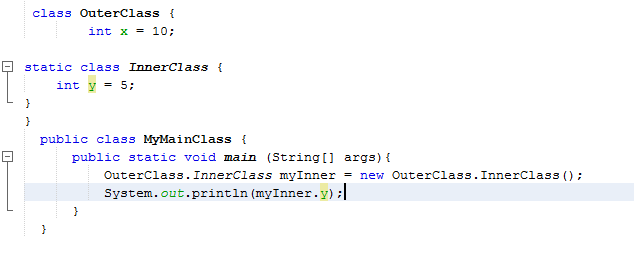 class OuterClass {
int x = 10;
static class InnerClass {
int y = 5;
}
}
public class MyMainClass {
public static void main (String[] args){
OuterClass.InnerClass myInner = new OuterClass.InnerClass();
System.out.println(myInner.y);
}
}